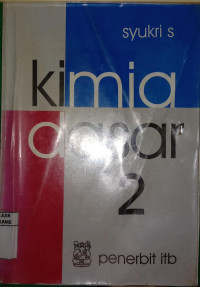 syukri s
kimia
dasar
2
penerbit itb